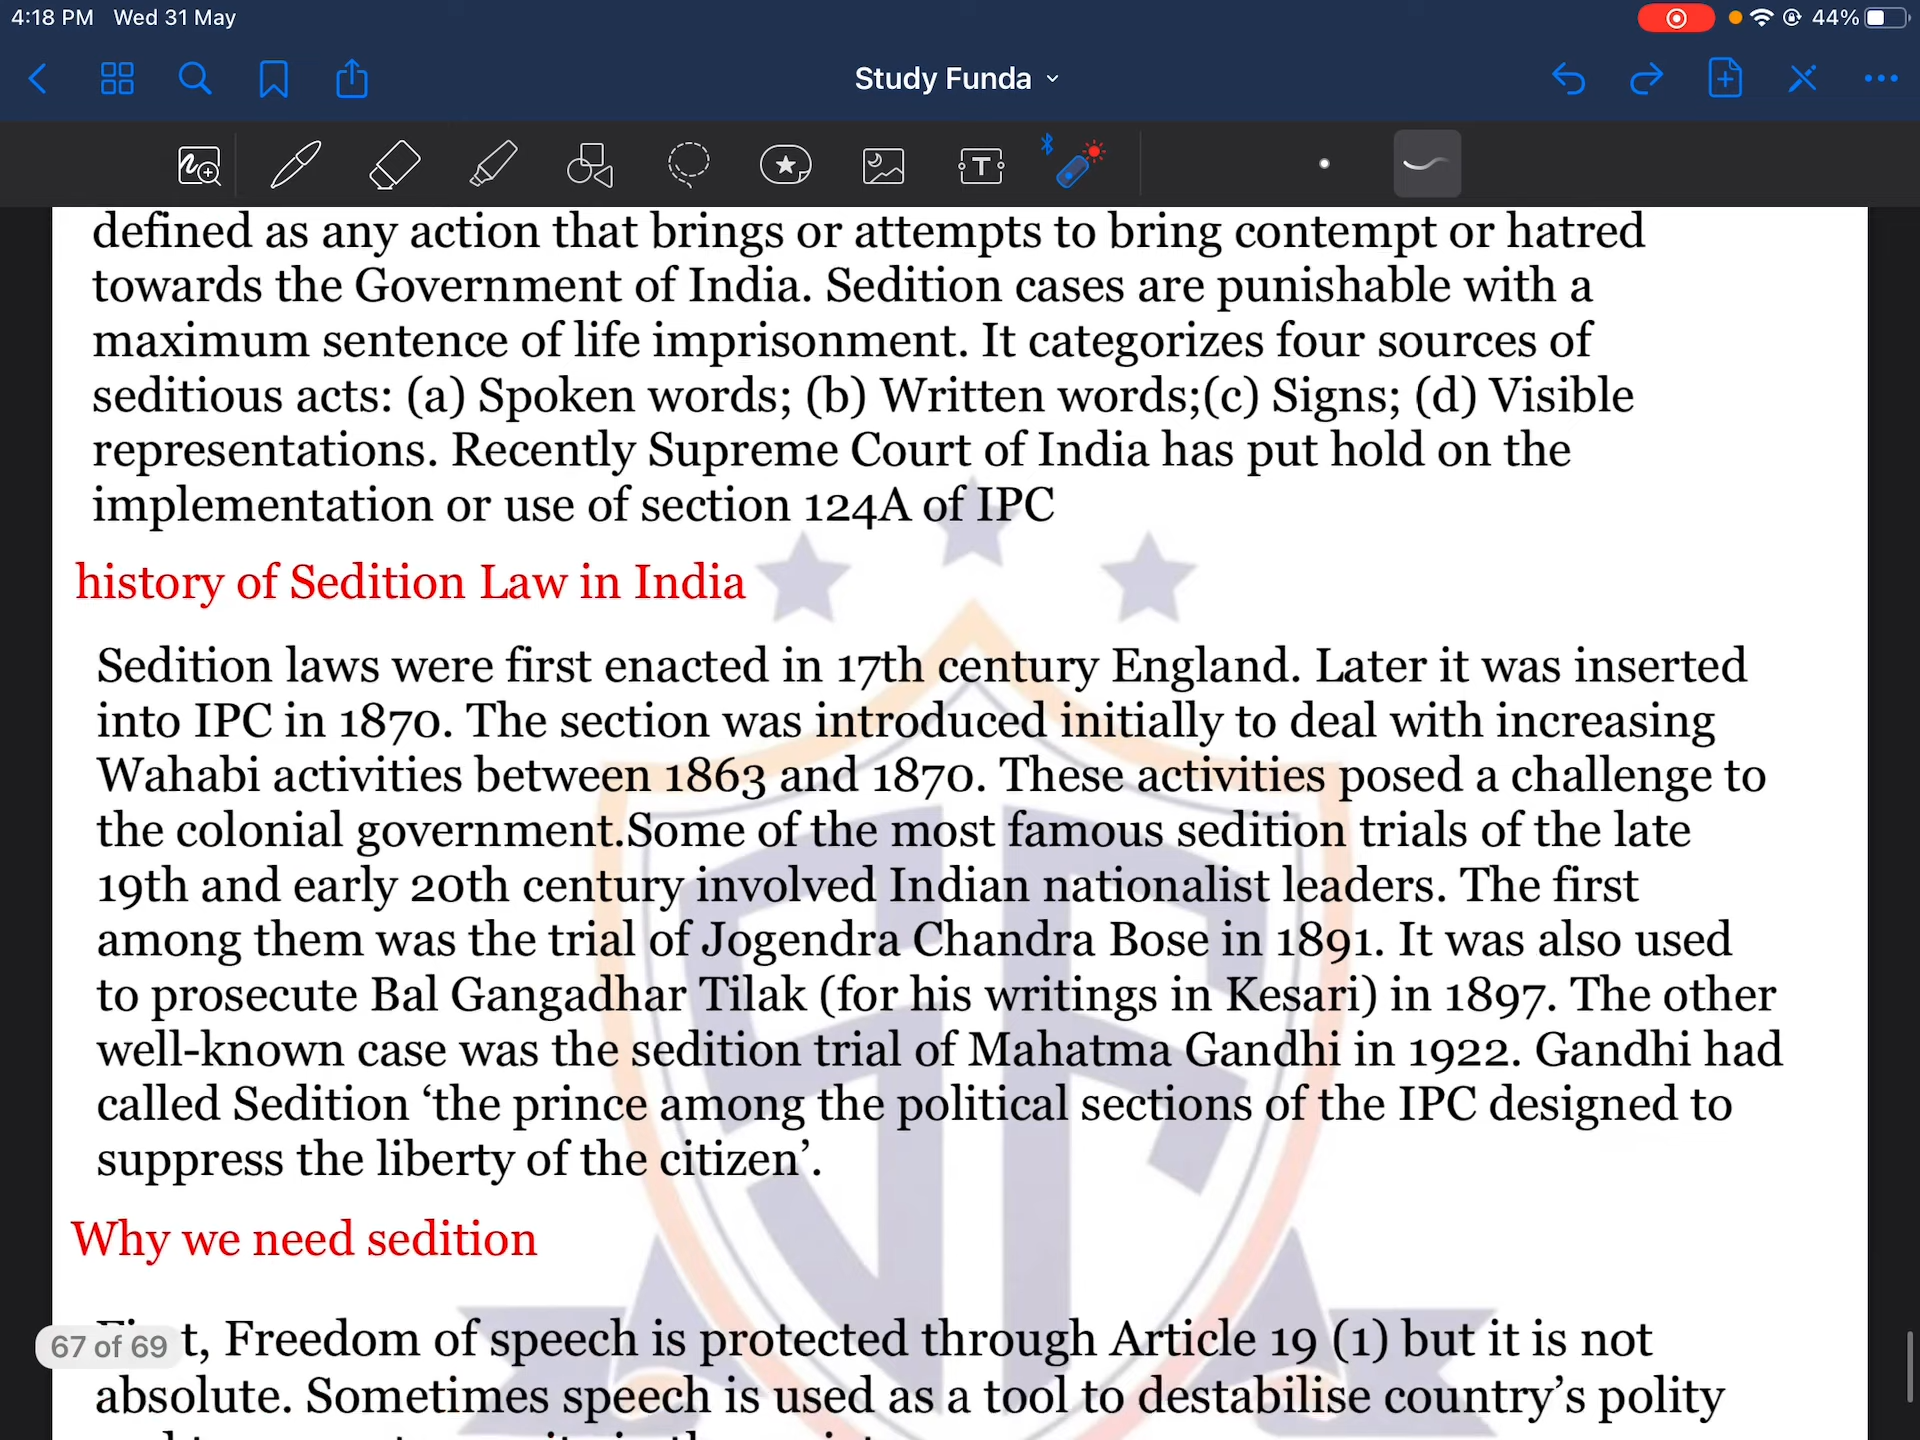 4:18 PM Wed 31 May
44%
Study Funda
T
defined as any action that brings or attempts to bring contempt or hatred
towards the Government of India. Sedition cases are punishable with a
maximum sentence of life imprisonment. It categorizes four sources of
seditious acts: (a) Spoken words; (b) Written words;(c) Signs; (d) Visible
representations. Recently Supreme Court of India has put hold on the
implementation or use of section 124A of IPC
history of Sedition Law in India
Sedition laws were first enacted in 17th century England. Later it was inserted
into IPC in 1870. The section was introduced initially to deal with increasing
Wahabi activities between 1863 and 1870. These activities posed a challenge to
the colonial government.Some of the most famous sedition trials of the late
19th and early 20th century involved Indian nationalist leaders. The first
among them was the trial of Jogendra Chandra Bose in 1891. It was also used
to prosecute Bal Gangadhar Tilak (for his writings in Kesari) in 1897. The other
well-known case was the sedition trial of Mahatma Gandhi in 1922. Gandhi had
called Sedition ‘the prince among the political sections of the IPC designed to
suppress the liberty of the citizen’.
Why we need sedition
67 of 69
First, Freedom of speech is protected through Article 19 (1) but it is not
absolute. Sometimes speech is used as a tool to destabilise country’s polity